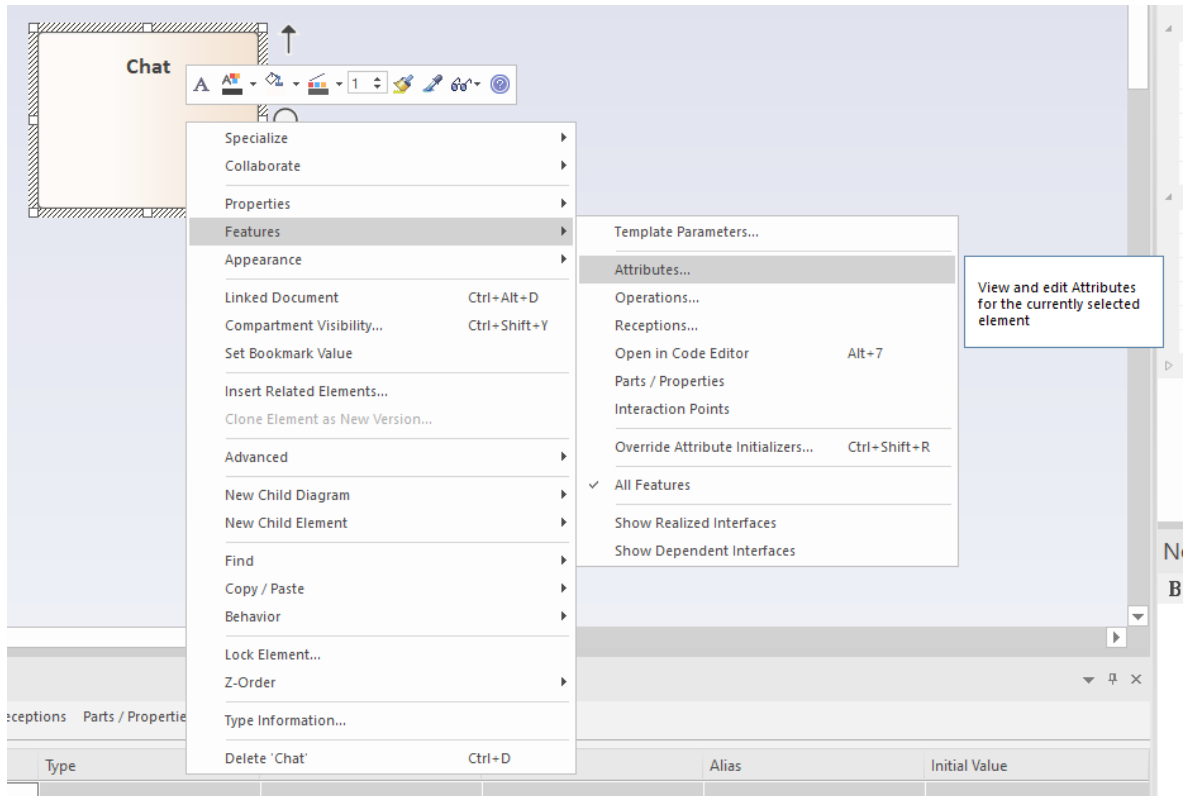 Chat
A A 1
Specialize
Collaborate
Properties
Features
Appearance
Linked Document Ctrl+Alt+D
Compartment Visibility... Ctrl+Shift+Y
Set Bookmark Value
Insert Related Elements...
Clone Element as New Version...
Advanced
New Child Diagram
New Child Element
Find
Copy / Paste
Behavior
Lock Element...
Z-Order
Type Information...
Delete 'Chat' Ctrl+D
Template Parameters...
Attributes...
Operations...
Receptions...
Open in Code Editor Alt+7
Parts / Properties
Interaction Points
Override Attribute Initializers... Ctrl+Shift+R
All Features
Show Realized Interfaces
Show Dependent Interfaces
View and edit Attributes
for the currently selected
element
B
eceptions Parts / Propertie
Type Alias Initial Value